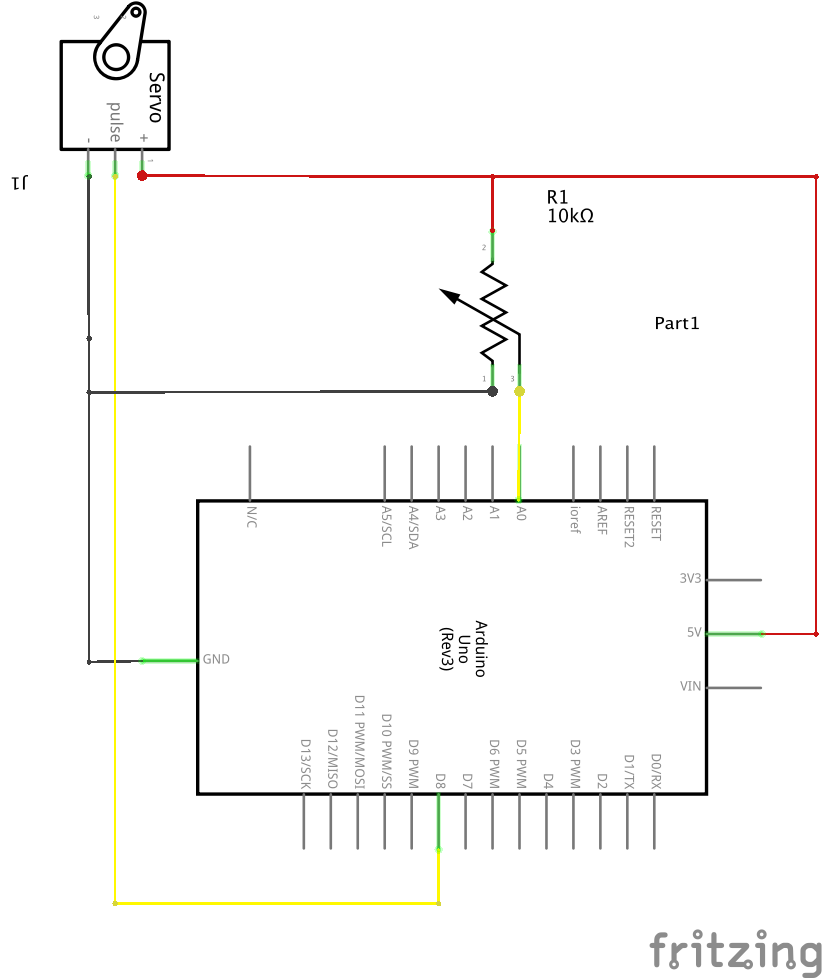 3
Servo
pulse
-
+
1
J1
R1
10kΩ
2
Part1
1
3
N/C
A5/SCL
A4/SDA
A3
A2
A1
A0
ioref
AREF
RESET2
RESET
3V3
5V
VIN
Arduino
Uno
(Rev3)
GND
D13/SCK
D12/MISO
D11 PWM/MOSI
D10 PWM/SS
D9 PWM
D8
D7
D6 PWM
D5 PWM
D4
D3 PWM
D2
D1/TX
D0/RX
fritzing